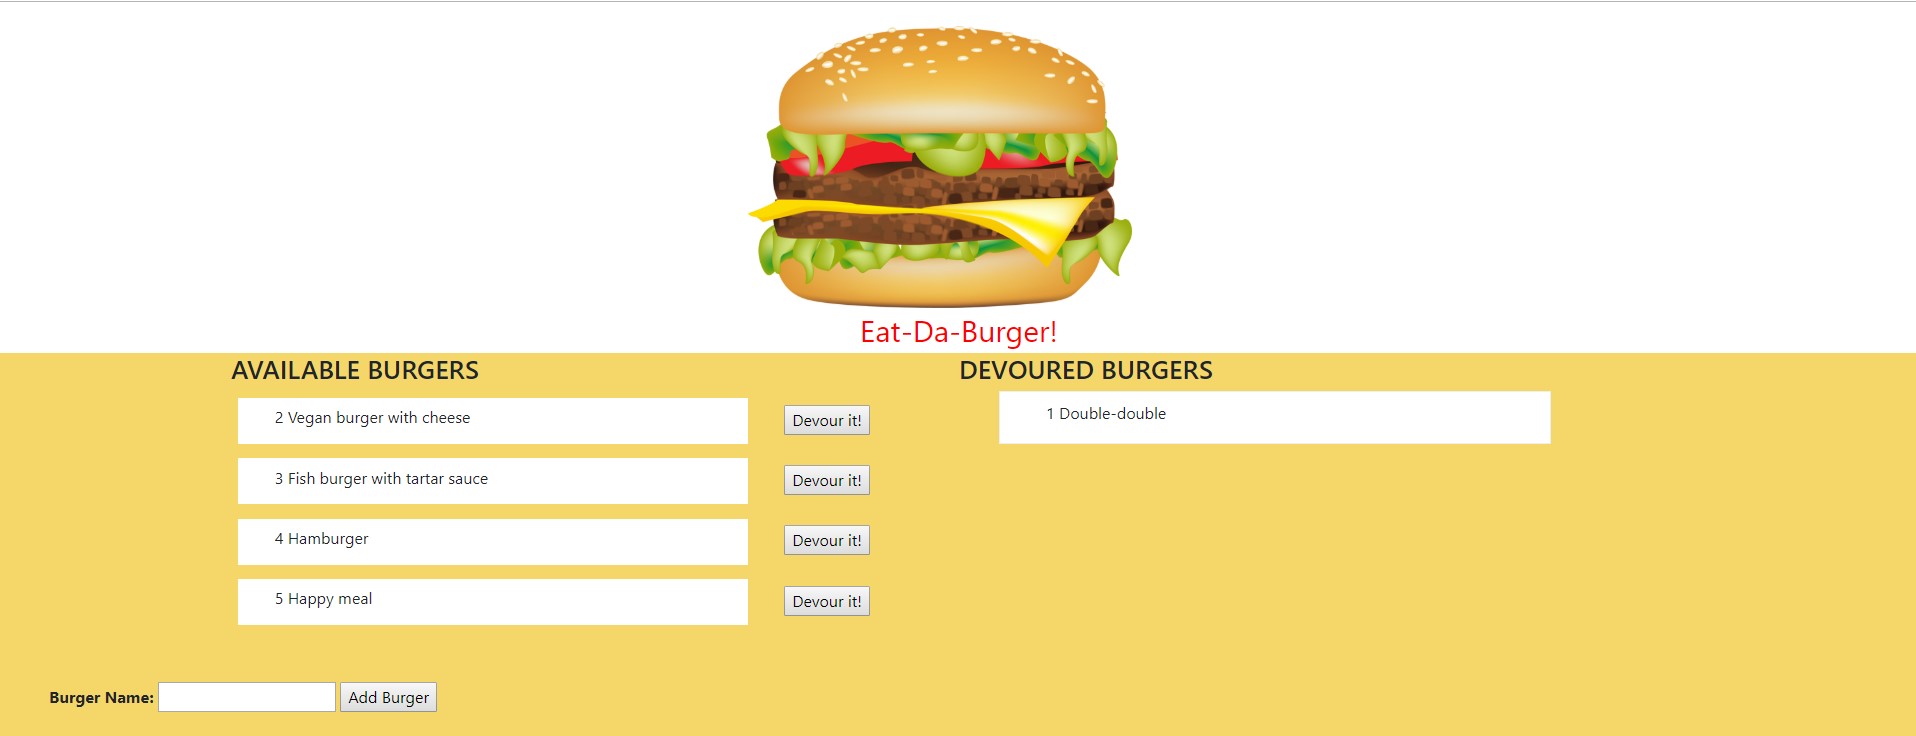 Eat-Da-Burger!
AVAILABLE BURGERS
2 Vegan burger with cheese
Devour it!
3 Fish burger with tartar sauce
Devour it!
4 Hamburger
Devour it!
5 Happy meal
Devour it!
DEVOURED BURGERS
1 Double-double
Burger Name:
Add Burger